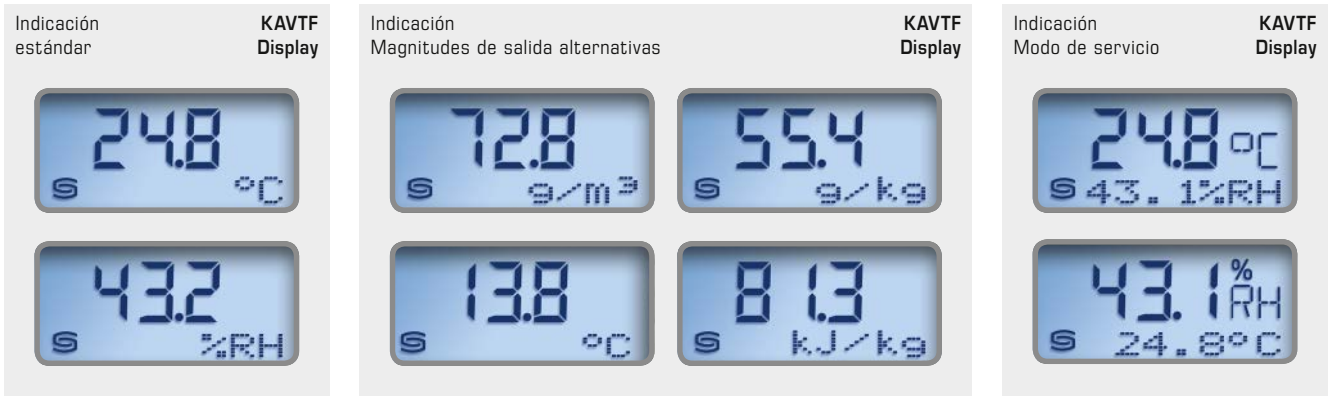 Indicación
estándar
KAVTF
Display
24.8
°C
43.2
%RH
Indicación
Magnitudes de salida alternativas
KAVTF
Display
72.8
g/m³
55.4
g/kg
13.8
°C
81.3
kJ/kg
Indicación
Modo de servicio
KAVTF
Display
24.8 °C
43.1%RH
43.1 % RH
24.8°C